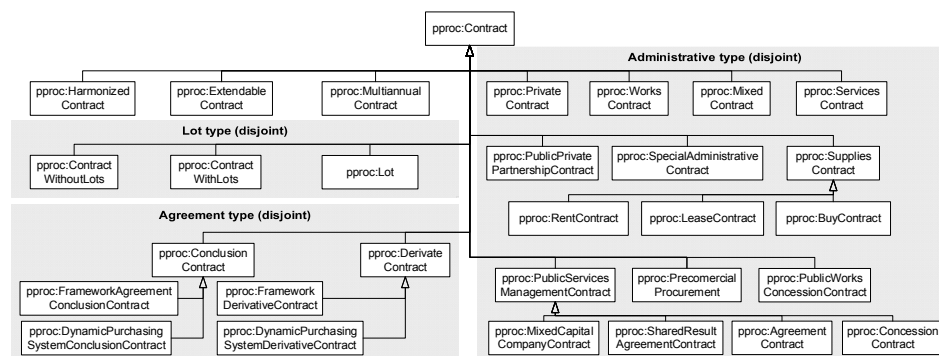 pproc:Contract
Administrative type (disjoint)
pproc:Harmonized
Contract
pproc:Extendable
Contract
pproc:Multiannual
Contract
pproc:Private
Contract
pproc:Works
Contract
pproc:Mixed
Contract
pproc:Services
Contract
Lot type (disjoint)
pproc:Contract
WithoutLots
pproc:Contract
WithLots
pproc:Lot
pproc:PublicPrivate
PartnershipContract
pproc:SpecialAdministrative
Contract
pproc:Supplies
Contract
pproc:RentContract
pproc:LeaseContract
pproc:BuyContract
Agreement type (disjoint)
pproc:Conclusion
Contract
pproc:Derivate
Contract
pproc:FrameworkAgreement
ConclusionContract
pproc:Framework
DerivativeContract
pproc:DynamicPurchasing
SystemConclusionContract
pproc:DynamicPurchasing
SystemDerivativeContract
pproc:PublicServices
ManagementContract
pproc:Precomercial
Procurement
pproc:PublicWorks
ConcessionContract
pproc:MixedCapital
CompanyContract
pproc:SharedResult
AgreementContract
pproc:Agreement
Contract
pproc:Concession
Contract